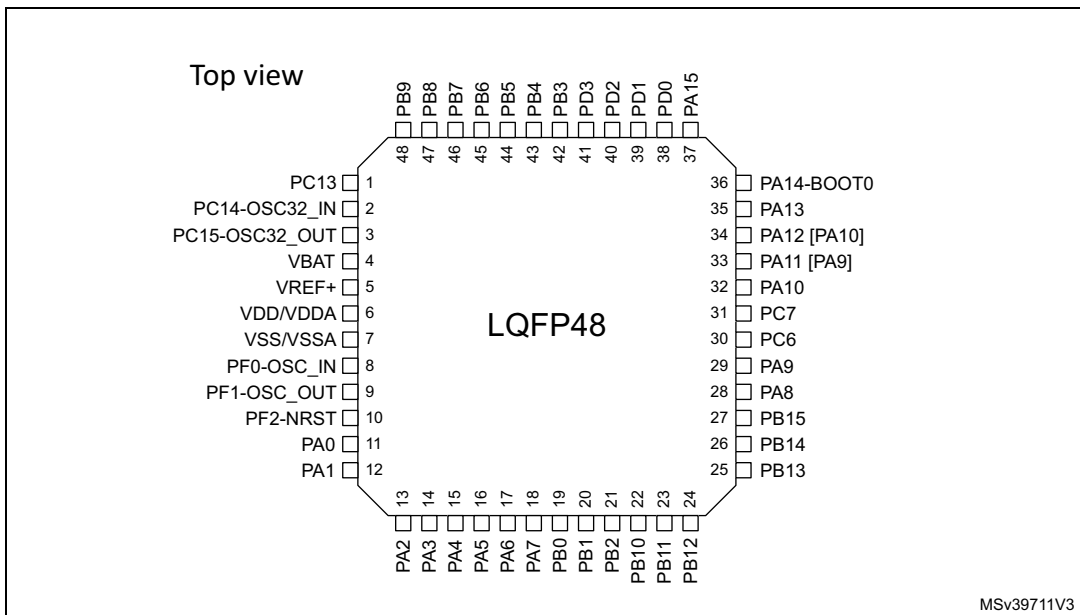 Top view
PB9
PB8
PB7
PB6
PB5
PB4
PB3
PD3
PD2
PD1
PD0
PA15
48
47
46
45
44
43
42
41
40
39
38
37
PC13 1
PC14-OSC32_IN 2
PC15-OSC32_OUT 3
VBAT 4
VREF+ 5
VDD/VDDA 6
VSS/VSSA 7
PF0-OSC_IN 8
PF1-OSC_OUT 9
PF2-NRST 10
PA0 11
PA1 12
LQFP48
36 PA14-BOOT0
35 PA13
34 PA12 [PA10]
33 PA11 [PA9]
32 PA10
31 PC7
30 PC6
29 PA9
28 PA8
27 PB15
26 PB14
25 PB13
13
14
15
16
17
18
19
20
21
22
23
24
PA2
PA3
PA4
PA5
PA6
PA7
PB0
PB1
PB2
PB10
PB11
PB12
MSv39711V3